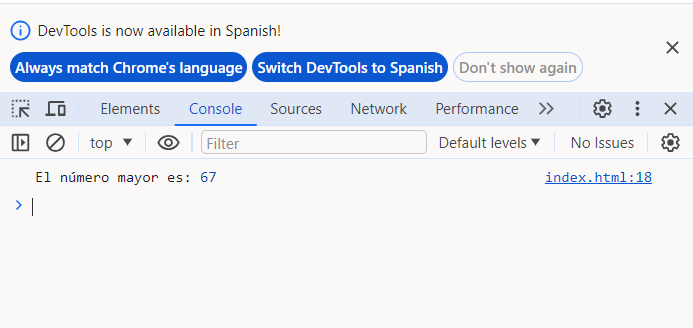 DevTools is now available in Spanish!
Always match Chrome's language Switch DevTools to Spanish Don't show again
Elements Console Sources Network Performance
top Filter Default levels No Issues
El número mayor es: 67 index.html:18